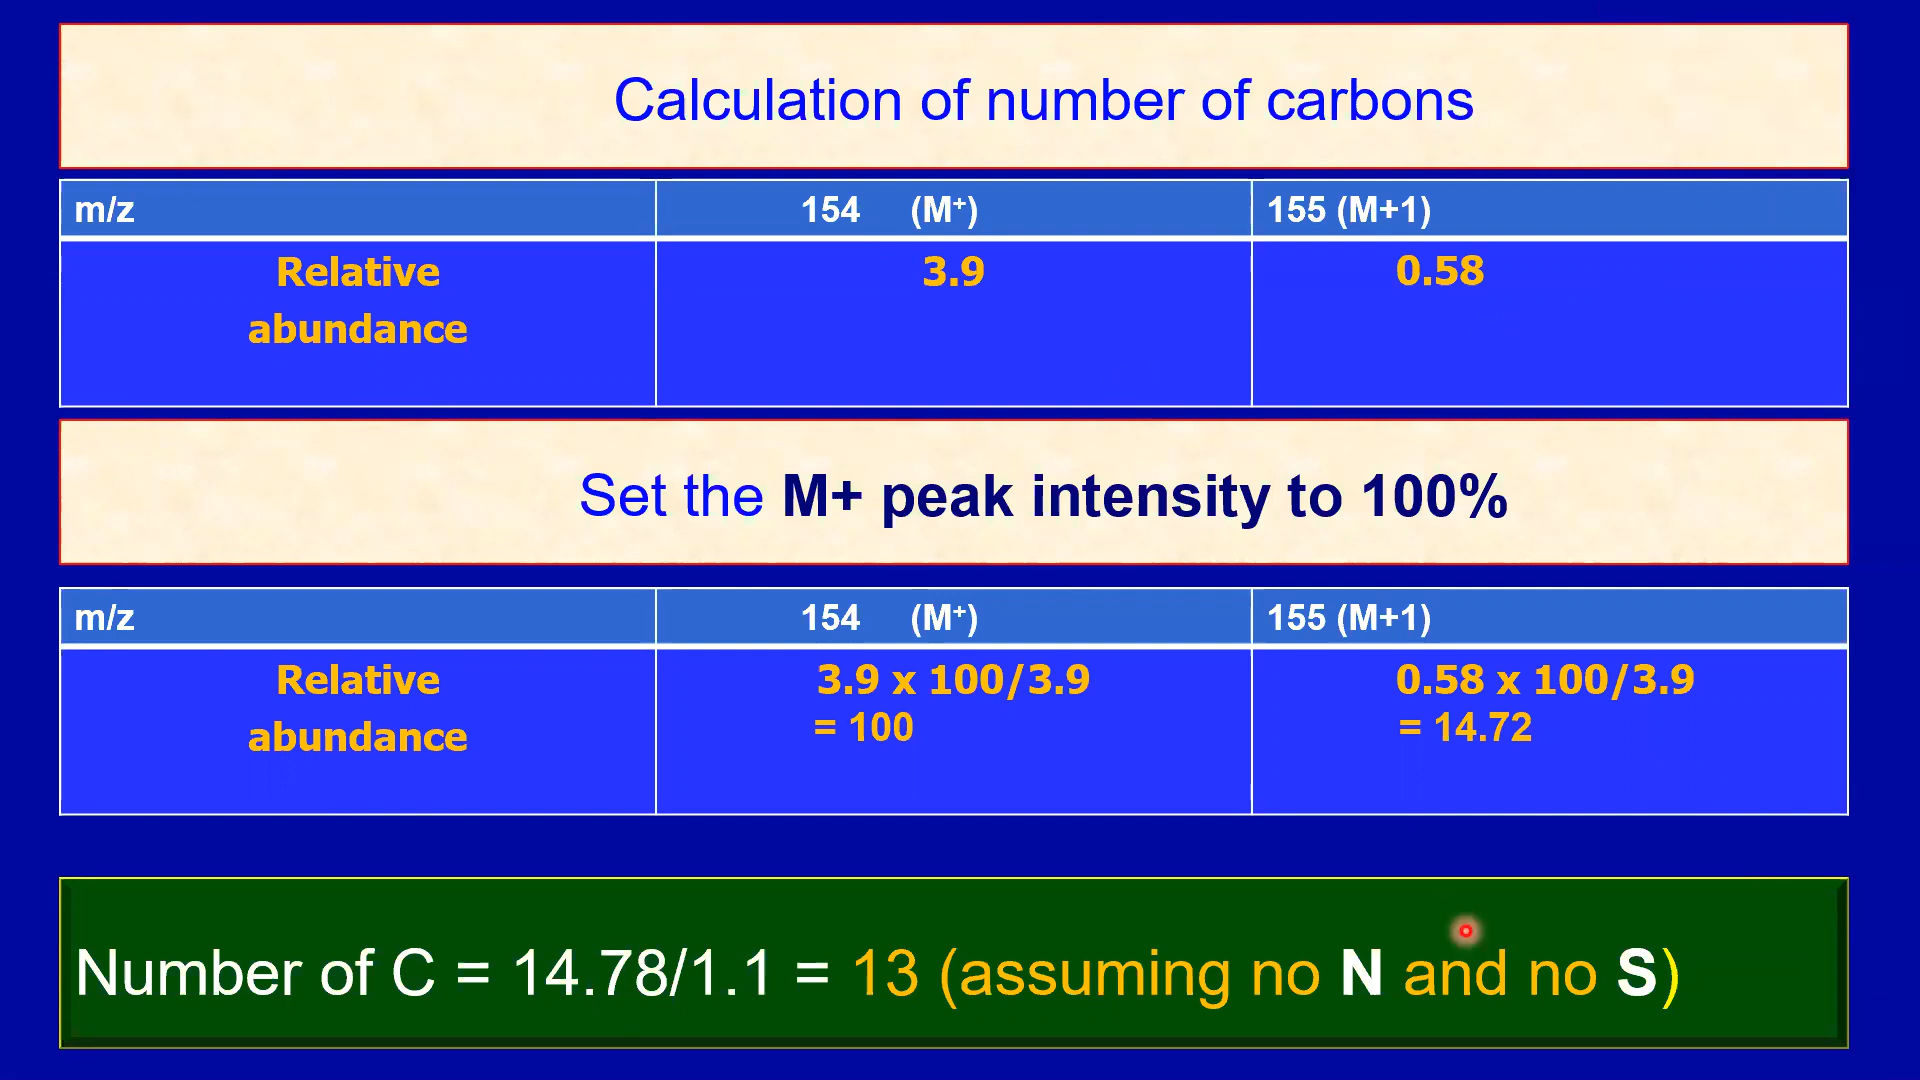 Calculation of number of carbons
m/z 154 (M⁺) 155 (M+1)
Relative 3.9 0.58
abundance
Set the M+ peak intensity to 100%
m/z 154 (M⁺) 155 (M+1)
Relative 3.9 x 100/3.9 0.58 x 100/3.9
abundance = 100 = 14.72
Number of C = 14.78/1.1 = 13 (assuming no N and no S)